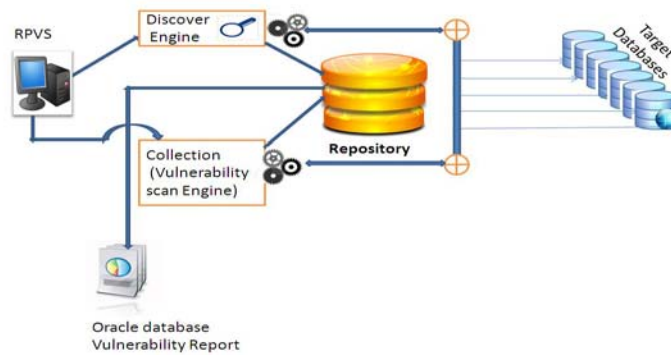 RPVS
Discover
Engine
Target
Databases
Repository
Collection
(Vulnerability
scan Engine)
Oracle database
Vulnerability Report